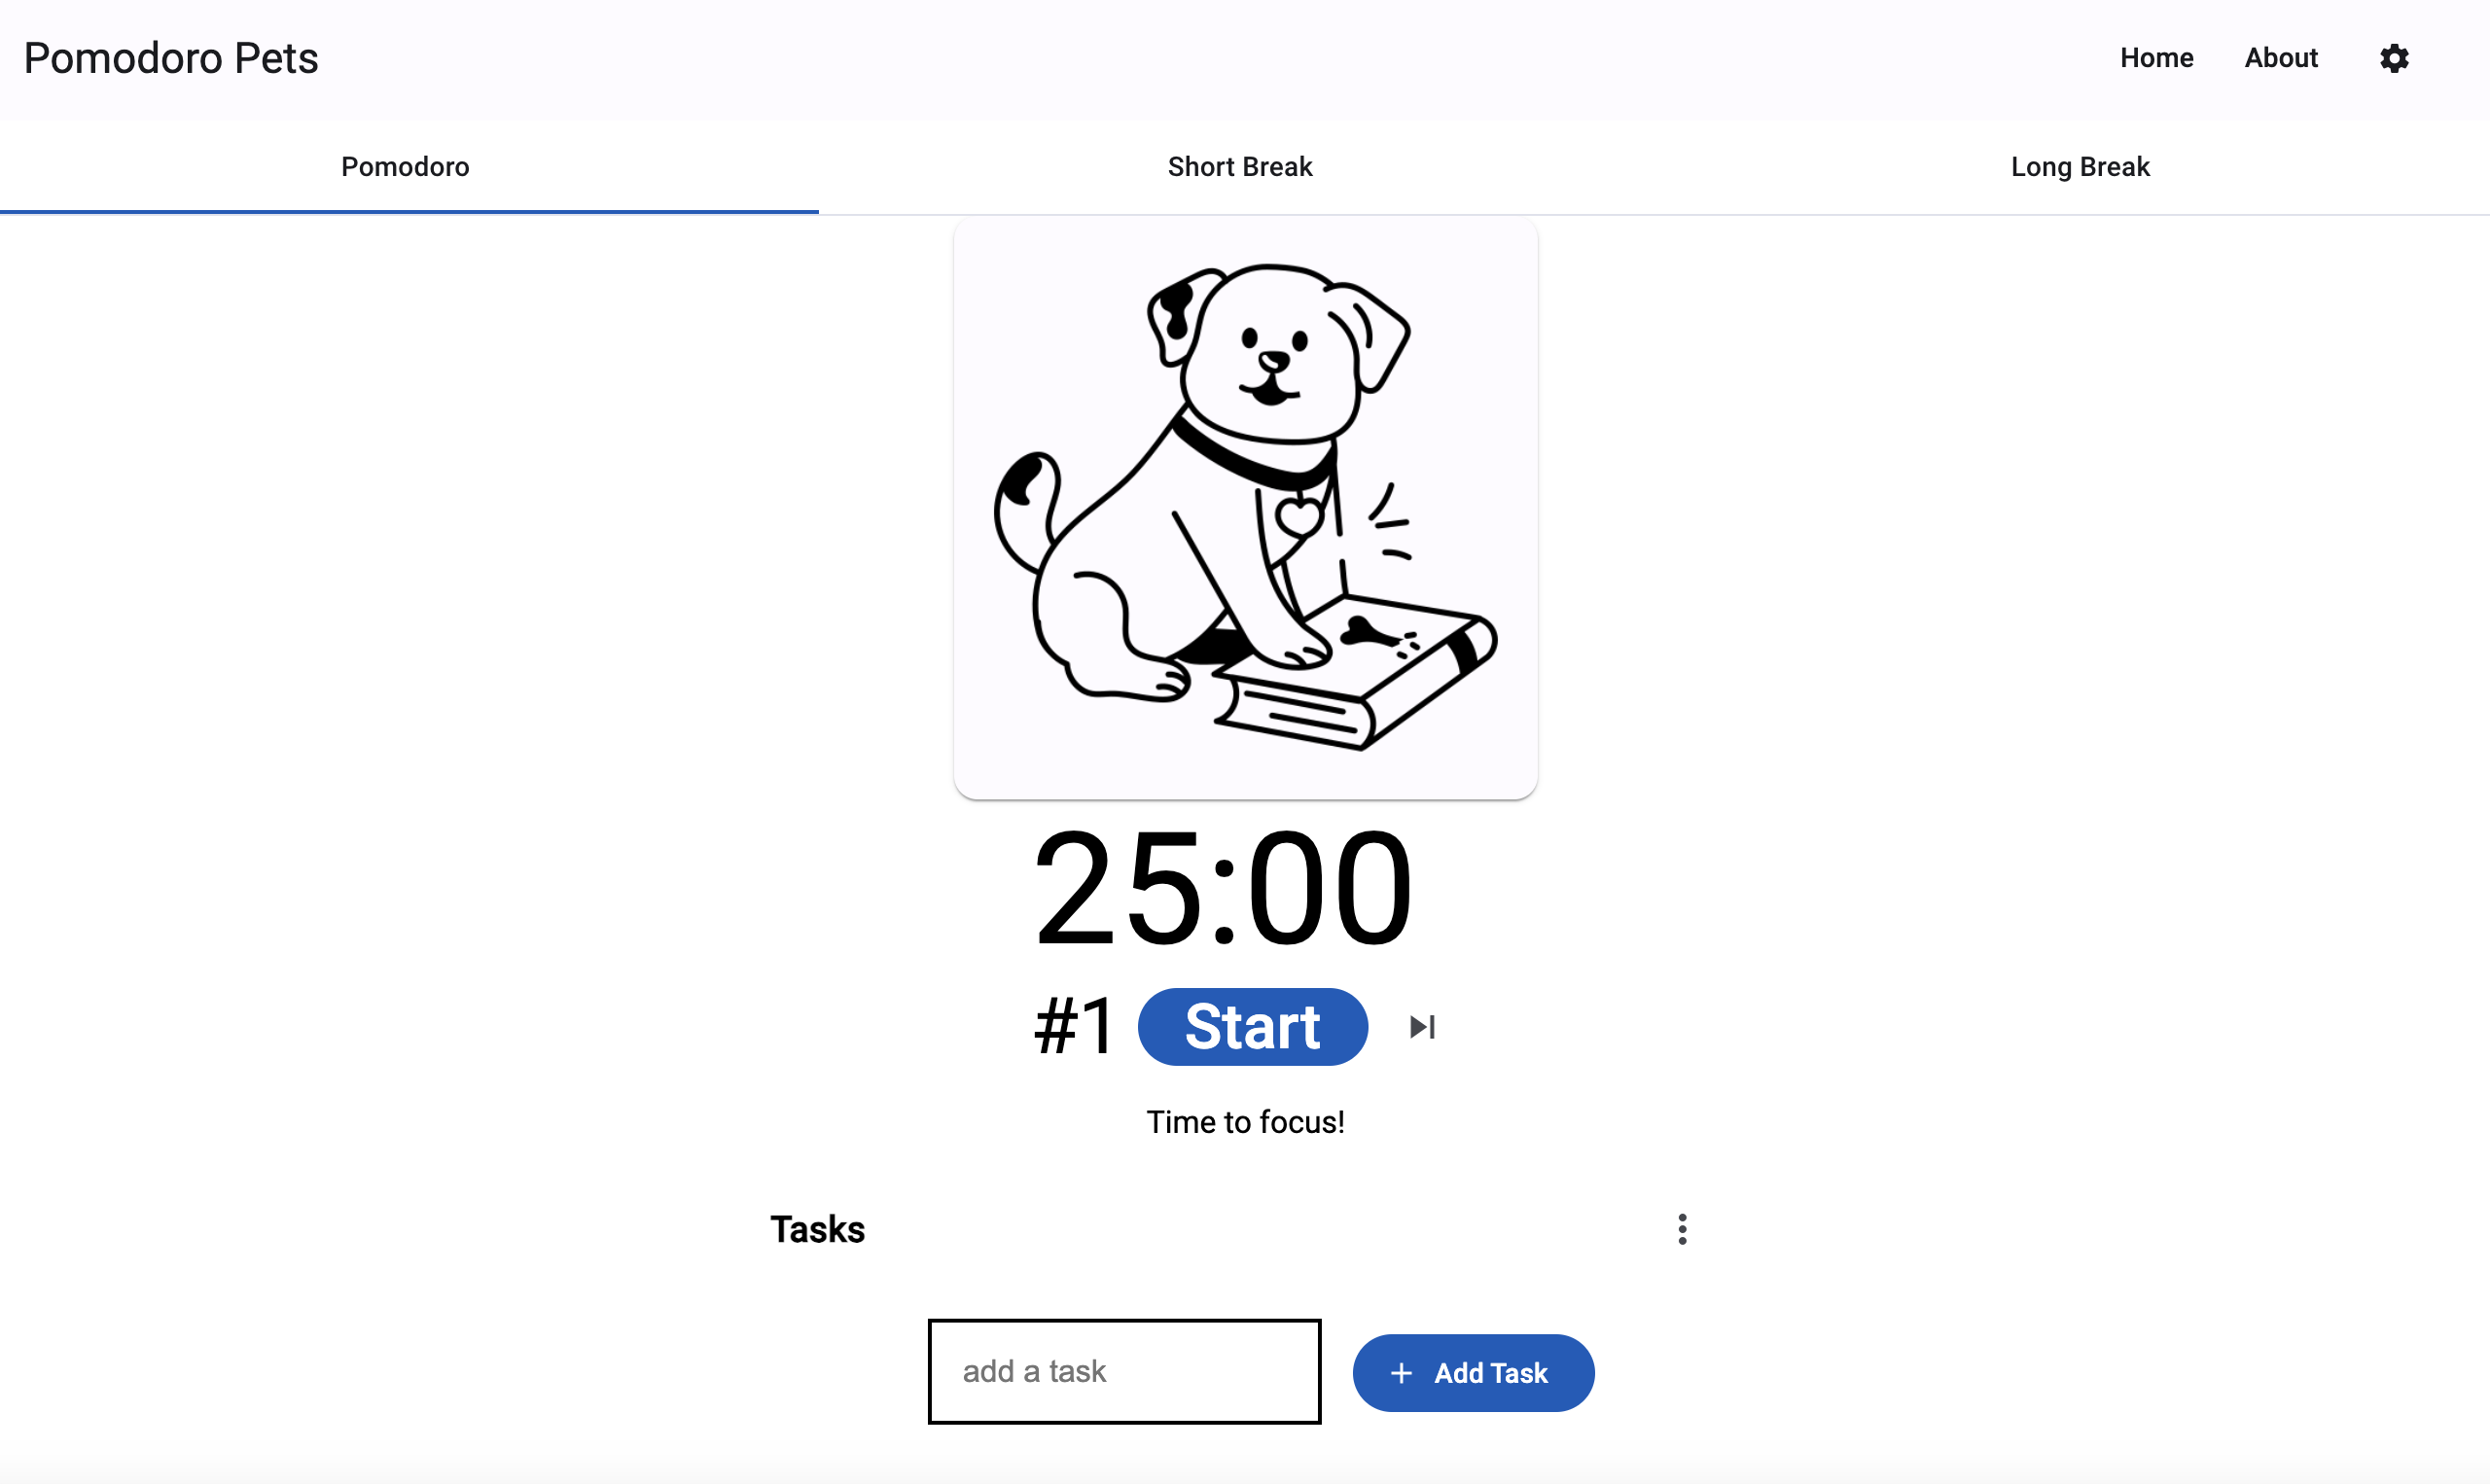 Pomodoro Pets
Home About
Pomodoro Short Break Long Break
25:00
#1 Start
Time to focus!
Tasks
add a task
+ Add Task